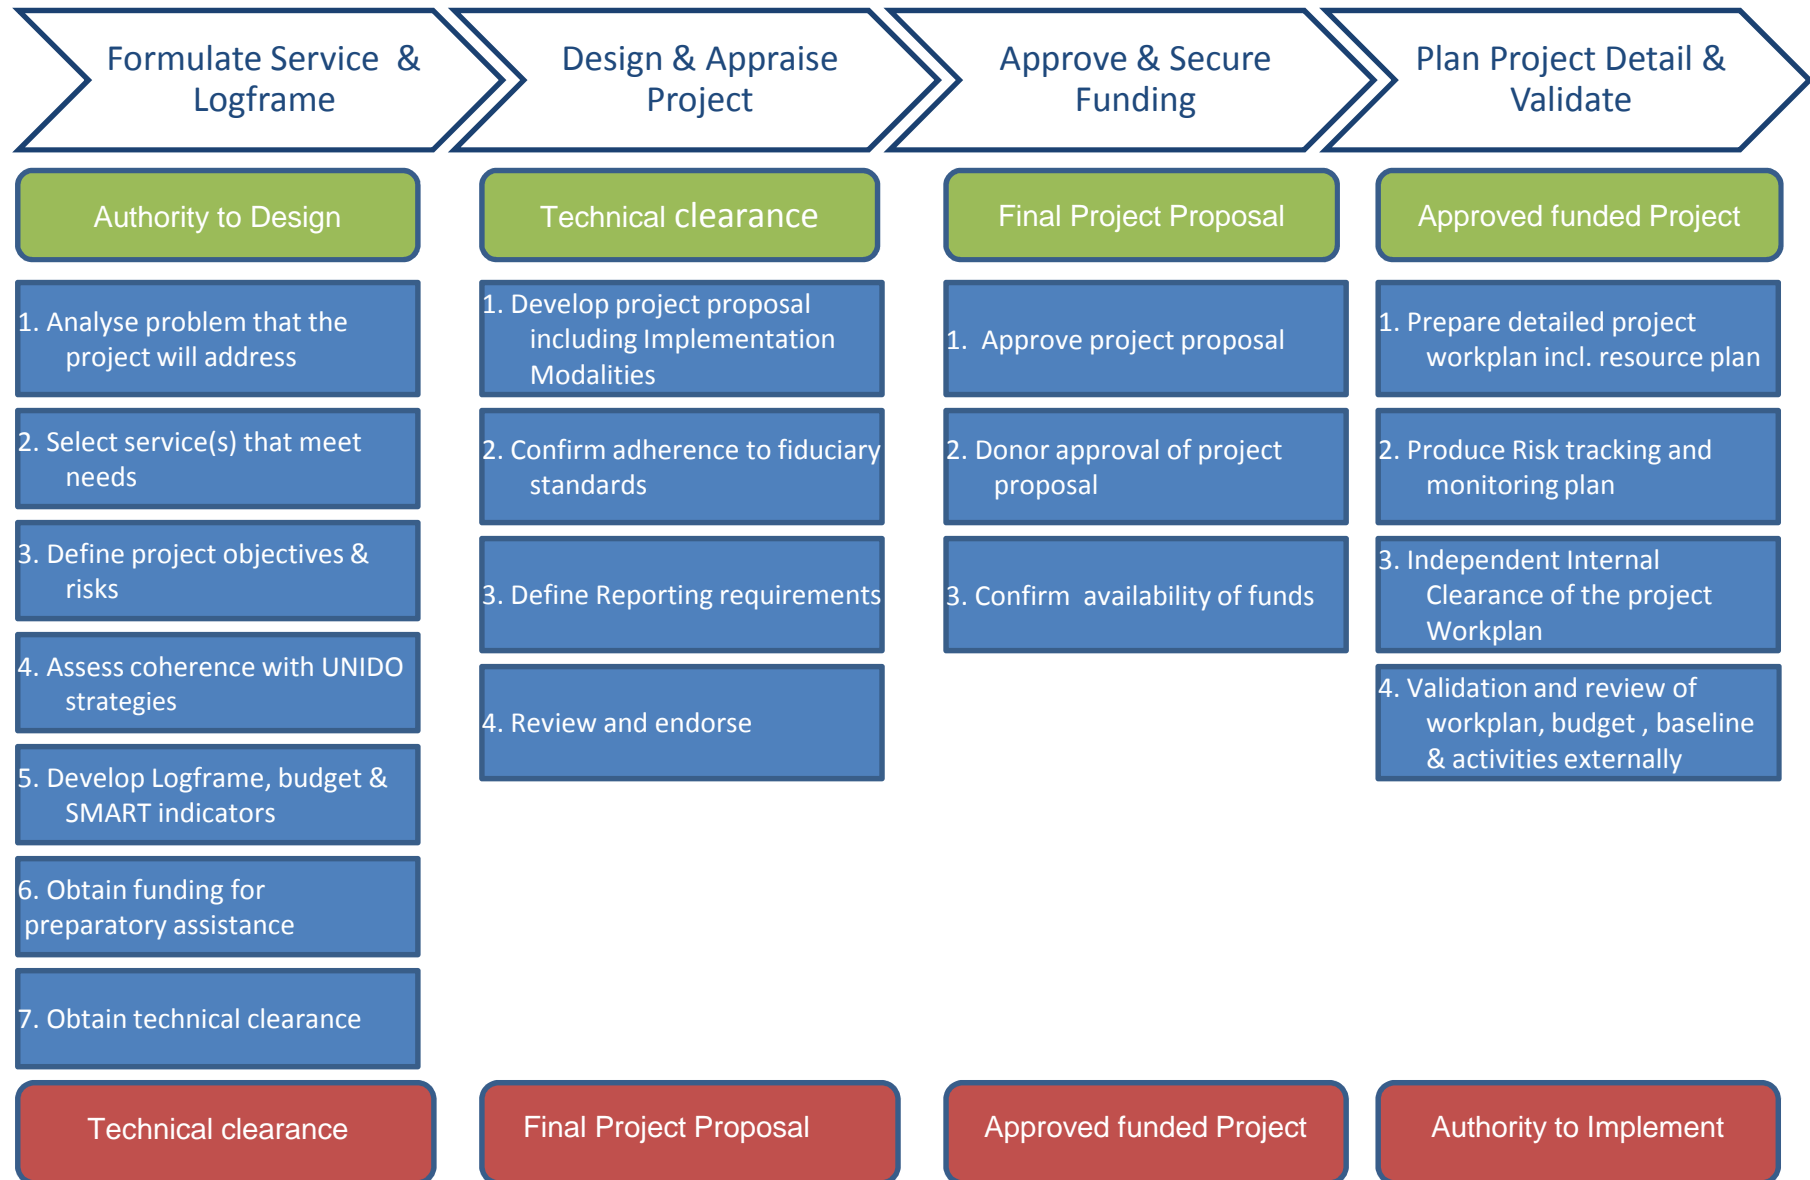 Formulate Service &
Logframe
Design & Appraise
Project
Approve & Secure
Funding
Plan Project Detail &
Validate
Authority to Design
Technical clearance
Final Project Proposal
Approved funded Project
1. Analyse problem that the
project will address
2. Select service(s) that meet
needs
3. Define project objectives &
risks
4. Assess coherence with UNIDO
strategies
5. Develop Logframe, budget &
SMART indicators
6. Obtain funding for
preparatory assistance
7. Obtain technical clearance
1. Develop project proposal
including Implementation
Modalities
2. Confirm adherence to fiduciary
standards
3. Define Reporting requirements
4. Review and endorse
1. Approve project proposal
2. Donor approval of project
proposal
3. Confirm availability of funds
1. Prepare detailed project
workplan incl. resource plan
2. Produce Risk tracking and
monitoring plan
3. Independent Internal
Clearance of the project
Workplan
4. Validation and review of
workplan, budget , baseline
& activities externally
Technical clearance
Final Project Proposal
Approved funded Project
Authority to Implement